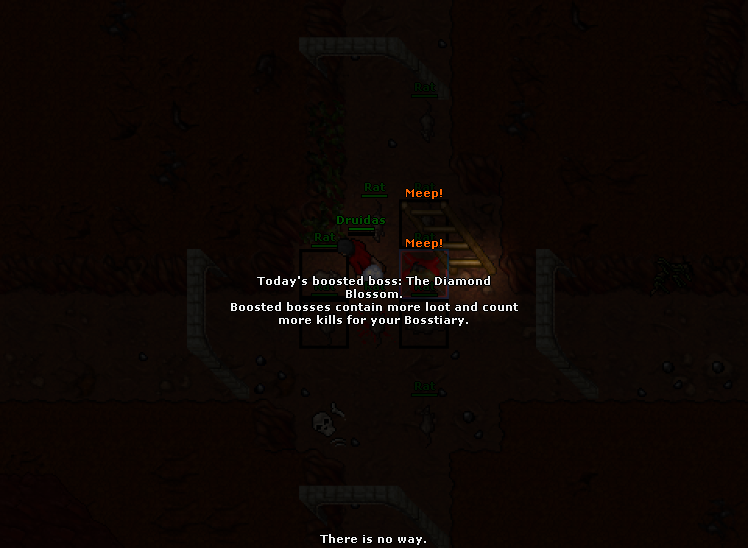 Rat
Rat
Meep!
Druidas
Rat
Meep!
Today's boosted boss: The Diamond
Blossom.
Boosted bosses contain more loot and count
more kills for your Bosstiary.
Rat
There is no way.